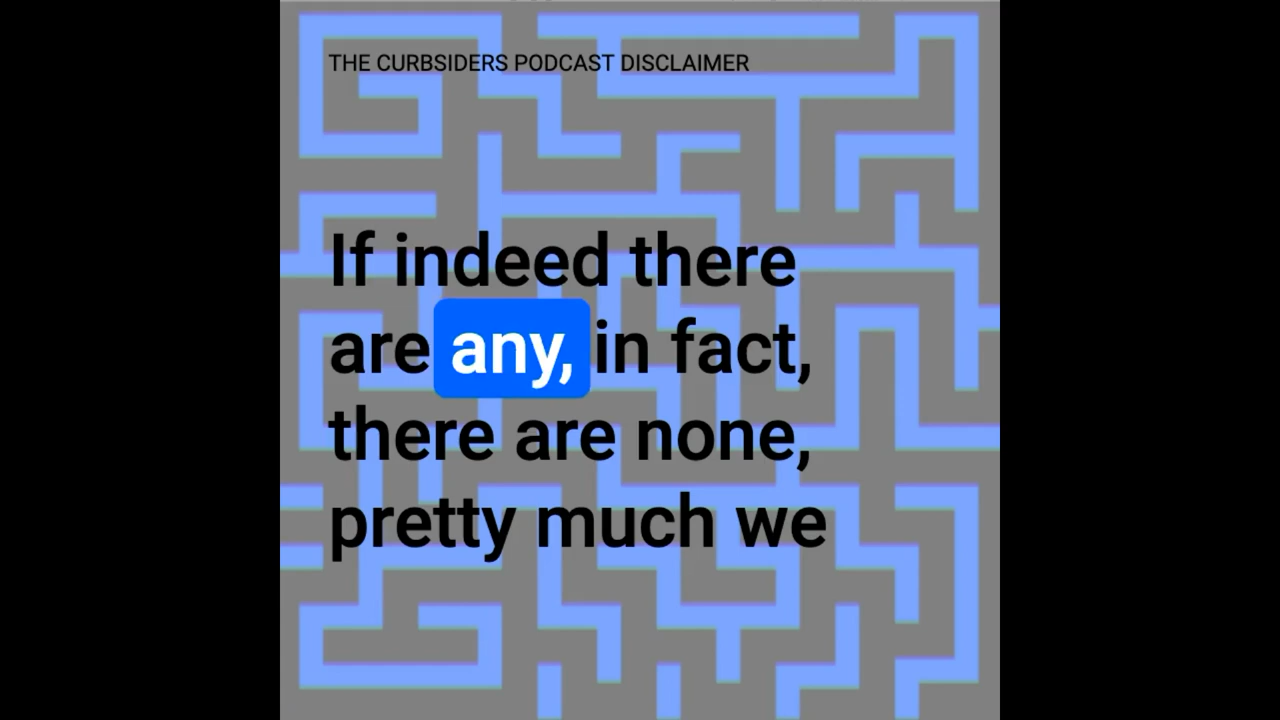 THE CURBSIDERS PODCAST DISCLAIMER
If indeed there
are any, in fact,
there are none,
pretty much we